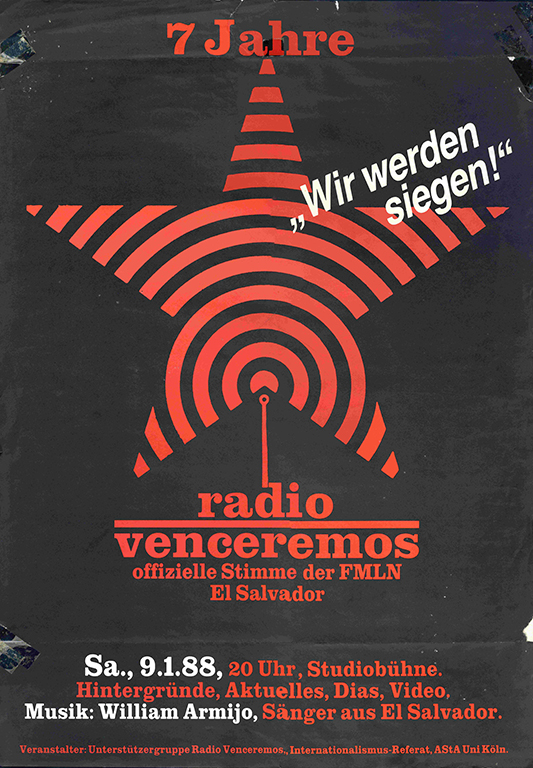 7 Jahre
„Wir werden
siegen!“
radio
venceremos
offizielle Stimme der FMLN
El Salvador
Sa., 9.1.88, 20 Uhr, Studiobühne.
Hintergründe, Aktuelles, Dias, Video,
Musik: William Armijo, Sänger aus El Salvador.
Veranstalter: Unterstützergruppe Radio Venceremos., Internationalismus-Referat, AStA Uni Köln.